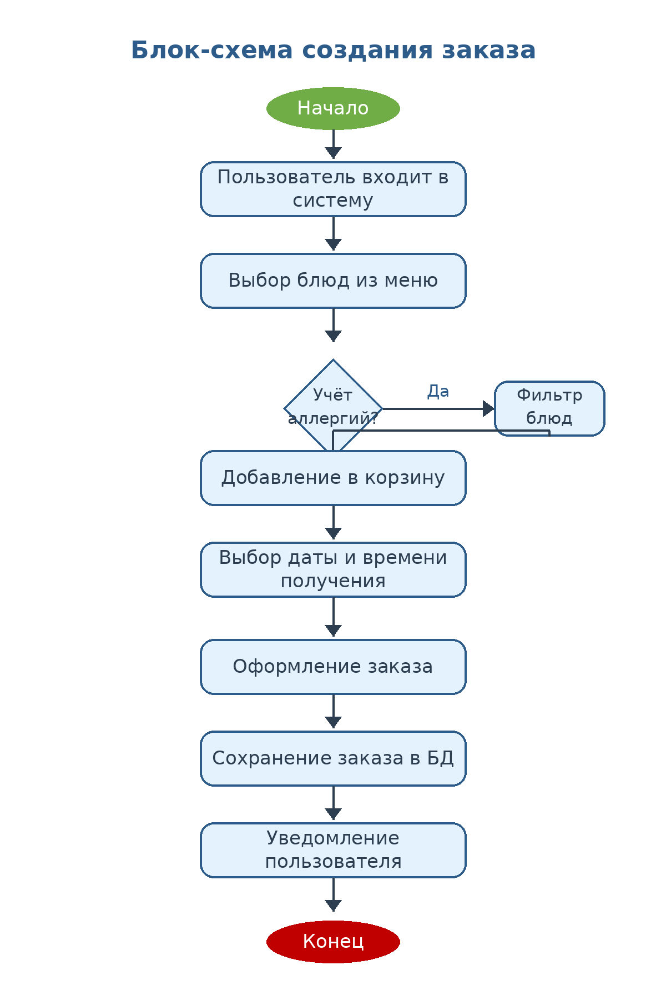 Блок-схема создания заказа
Начало
Пользователь входит в
систему
Выбор блюд из меню
Учёт
аллергий?
Да
Фильтр
блюд
Добавление в корзину
Выбор даты и времени
получения
Оформление заказа
Сохранение заказа в БД
Уведомление
пользователя
Конец